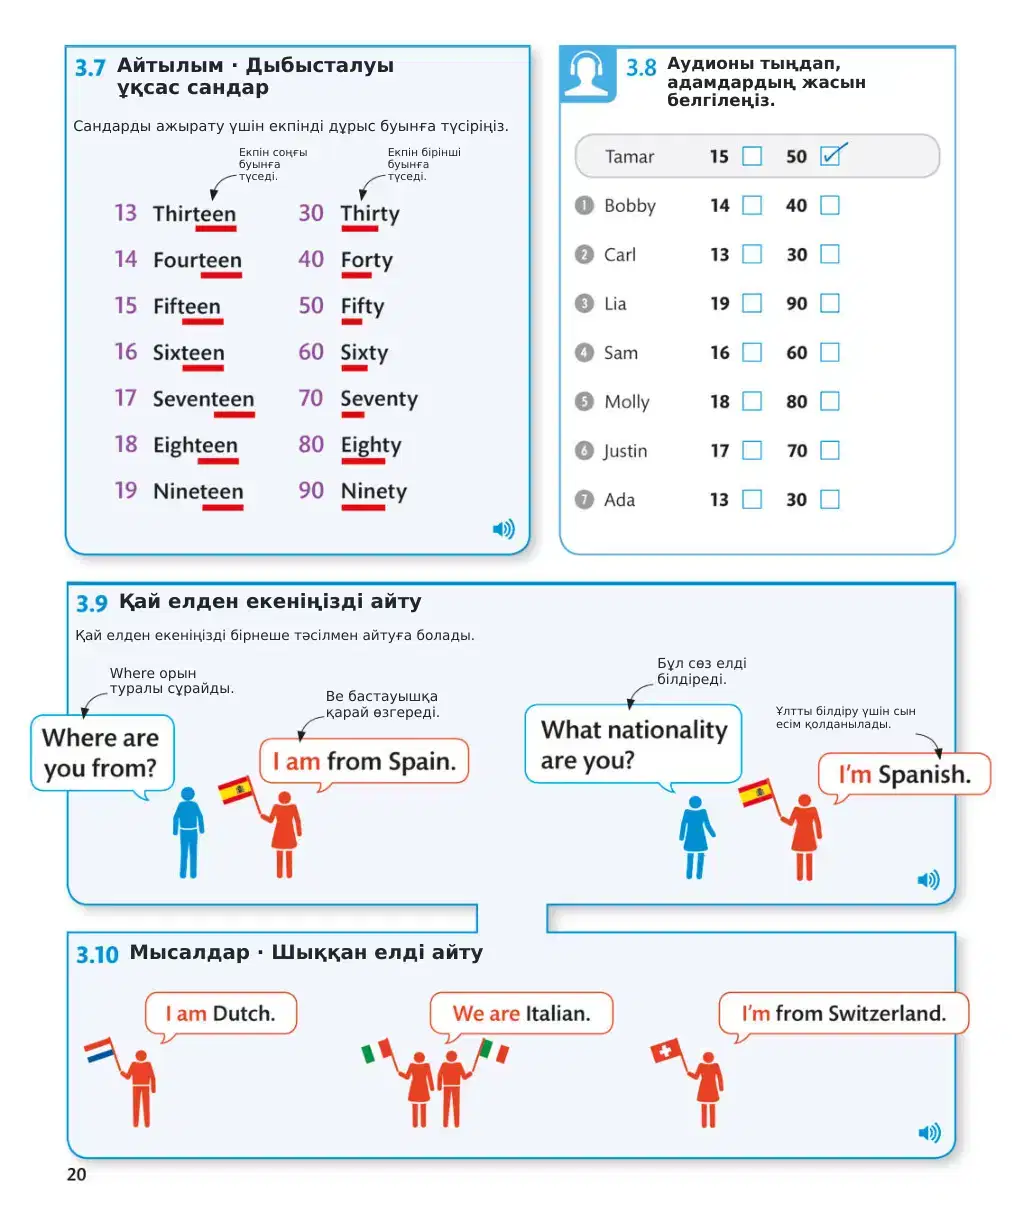 3.7 Айтылым · Дыбысталуы
ұқсас сандар
Сандарды ажырату үшін екпінді дұрыс буынға түсіріңіз.
Екпін соңғы
буынға
түседі.
Екпін бірінші
буынға
түседі.
13 Thirteen 30 Thirty
14 Fourteen 40 Forty
15 Fifteen 50 Fifty
16 Sixteen 60 Sixty
17 Seventeen 70 Seventy
18 Eighteen 80 Eighty
19 Nineteen 90 Ninety
3.8 Аудионы тыңдап,
адамдардың жасын
белгілеңіз.
Tamar 15 50
1 Bobby 14 40
2 Carl 13 30
3 Lia 19 90
4 Sam 16 60
5 Molly 18 80
6 Justin 17 70
7 Ada 13 30
3.9 Қай елден екеніңізді айту
Қай елден екеніңізді бірнеше тәсілмен айтуға болады.
Where орын
туралы сұрайды.
Where are
you from?
Be бастауышқа
қарай өзгереді.
I am from Spain.
Бұл сөз елді
білдіреді.
What nationality
are you?
Ұлтты білдіру үшін сын
есім қолданылады.
I'm Spanish.
3.10 Мысалдар · Шыққан елді айту
I am Dutch.
We are Italian.
I'm from Switzerland.
20